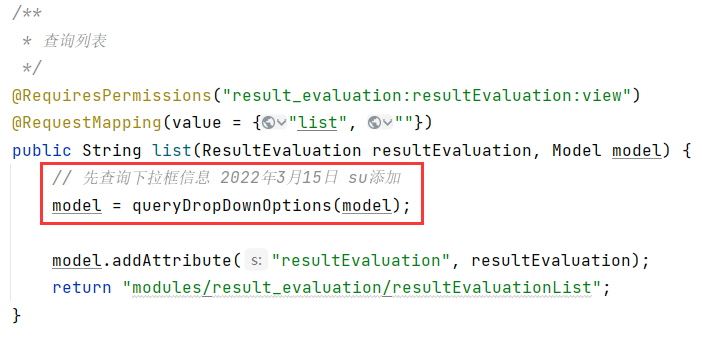 /**
 * 查询列表
 */
@RequiresPermissions("result_evaluation:resultEvaluation:view")
@RequestMapping(value = {"list", ""})
public String list(ResultEvaluation resultEvaluation, Model model) {
    // 先查询下拉框信息 2022年3月15日 su添加
    model = queryDropDownOptions(model);
    model.addAttribute( s: "resultEvaluation", resultEvaluation);
    return "modules/result_evaluation/resultEvaluationList";
}